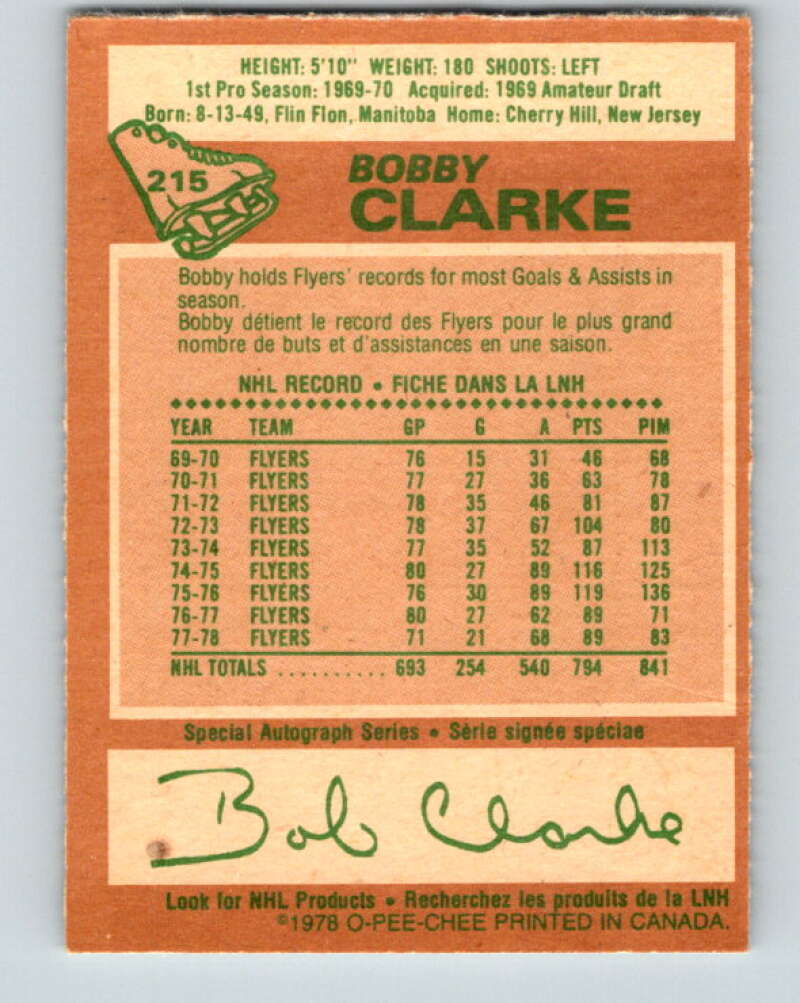 HEIGHT: 5'10" WEIGHT: 180 SHOOTS: LEFT
1st Pro Season: 1969-70 Acquired: 1969 Amateur Draft
Born: 8-13-49, Flin Flon, Manitoba Home: Cherry Hill, New Jersey
215
BOBBY
CLARKE
Bobby holds Flyers' records for most Goals & Assists in
season.
Bobby détient le record des Flyers pour le plus grand
nombre de buts et d'assistances en une saison.
NHL RECORD • FICHE DANS LA LNH
YEAR TEAM GP G A PTS PIM
69-70 FLYERS 76 15 31 46 68
70-71 FLYERS 77 27 36 63 78
71-72 FLYERS 78 35 46 81 87
72-73 FLYERS 78 37 67 104 80
73-74 FLYERS 77 35 52 87 113
74-75 FLYERS 80 27 89 116 125
75-76 FLYERS 76 30 89 119 136
76-77 FLYERS 80 27 62 89 71
77-78 FLYERS 71 21 68 89 83
NHL TOTALS .......... 693 254 540 794 841
Special Autograph Series • Série signée spéciae
Bob Clarke
Look for NHL Products • Recherchez les produits de la LNH
©1978 O-PEE-CHEE PRINTED IN CANADA.